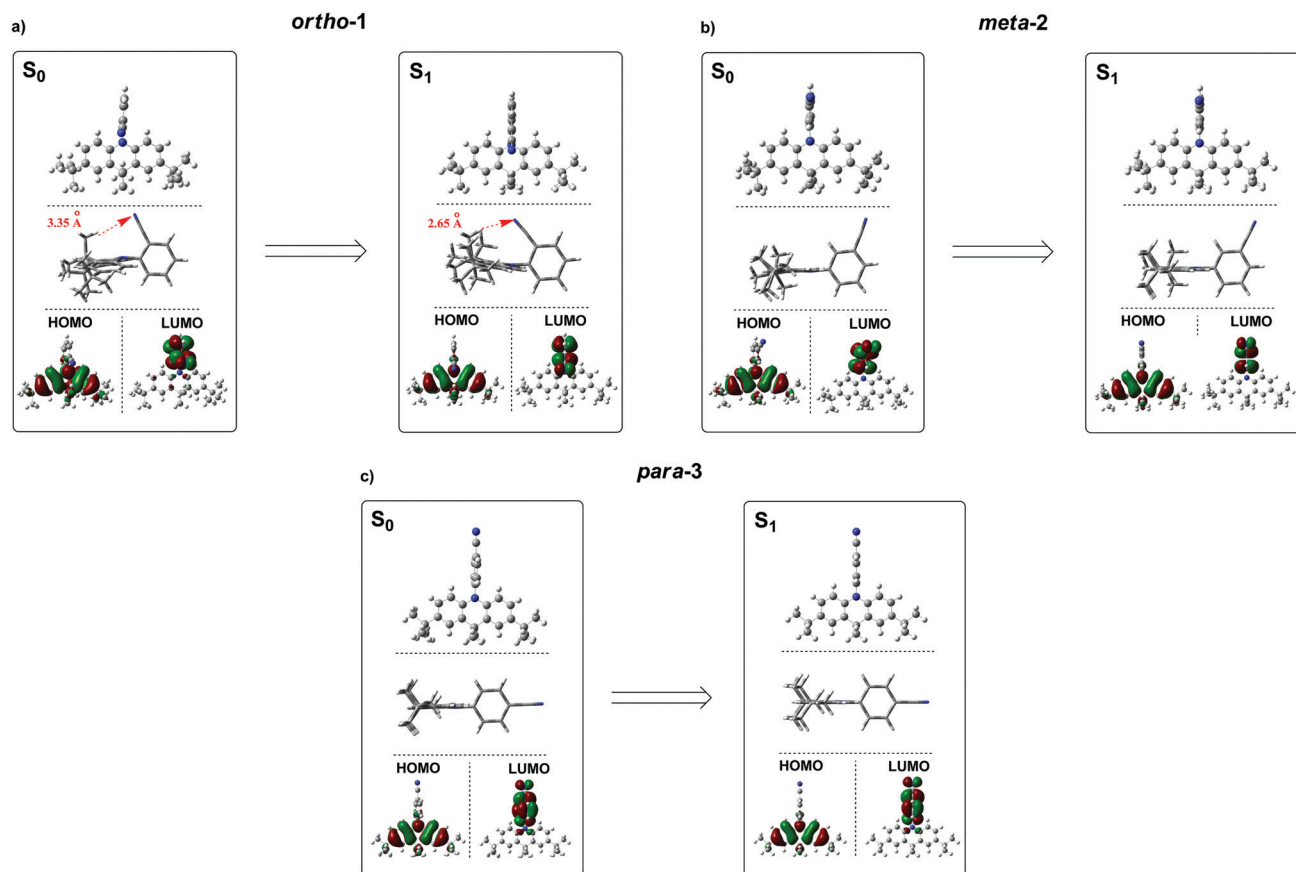 a)
ortho-1
S0
3.35 Å
HOMO
LUMO
S1
2.65 Å
HOMO
LUMO
b)
meta-2
S0
HOMO
LUMO
S1
HOMO
LUMO
c)
para-3
S0
HOMO
LUMO
S1
HOMO
LUMO